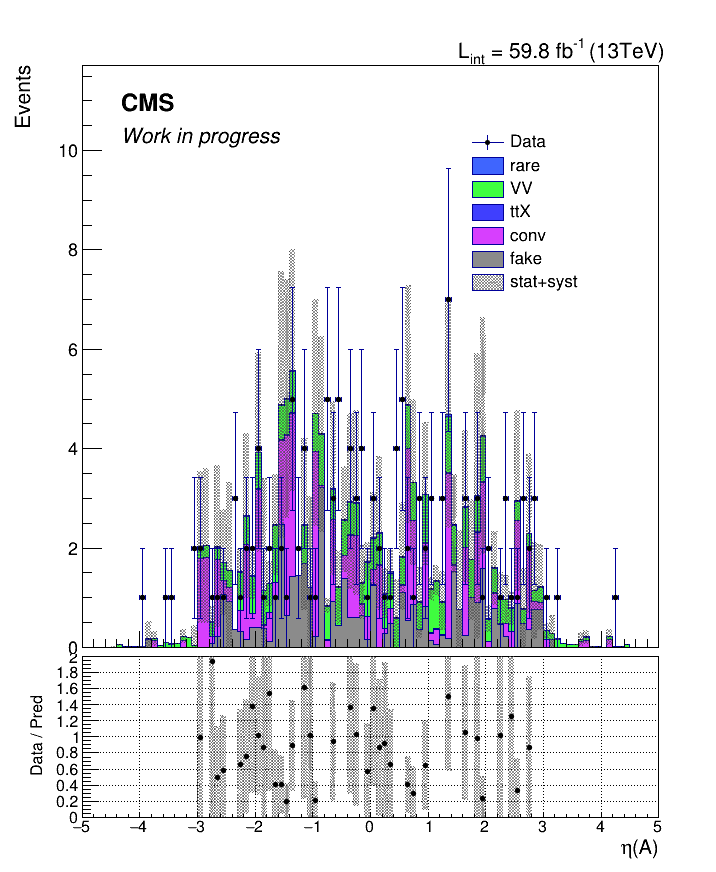 L_int = 59.8 fb^-1 (13TeV)
Events
CMS
Work in progress
Data
rare
VV
ttX
conv
fake
stat+syst
10
8
6
4
2
0
Data / Pred
2
1.8
1.6
1.4
1.2
1
0.8
0.6
0.4
0.2
0
−5 −4 −3 −2 −1 0 1 2 3 4 5
η(A)